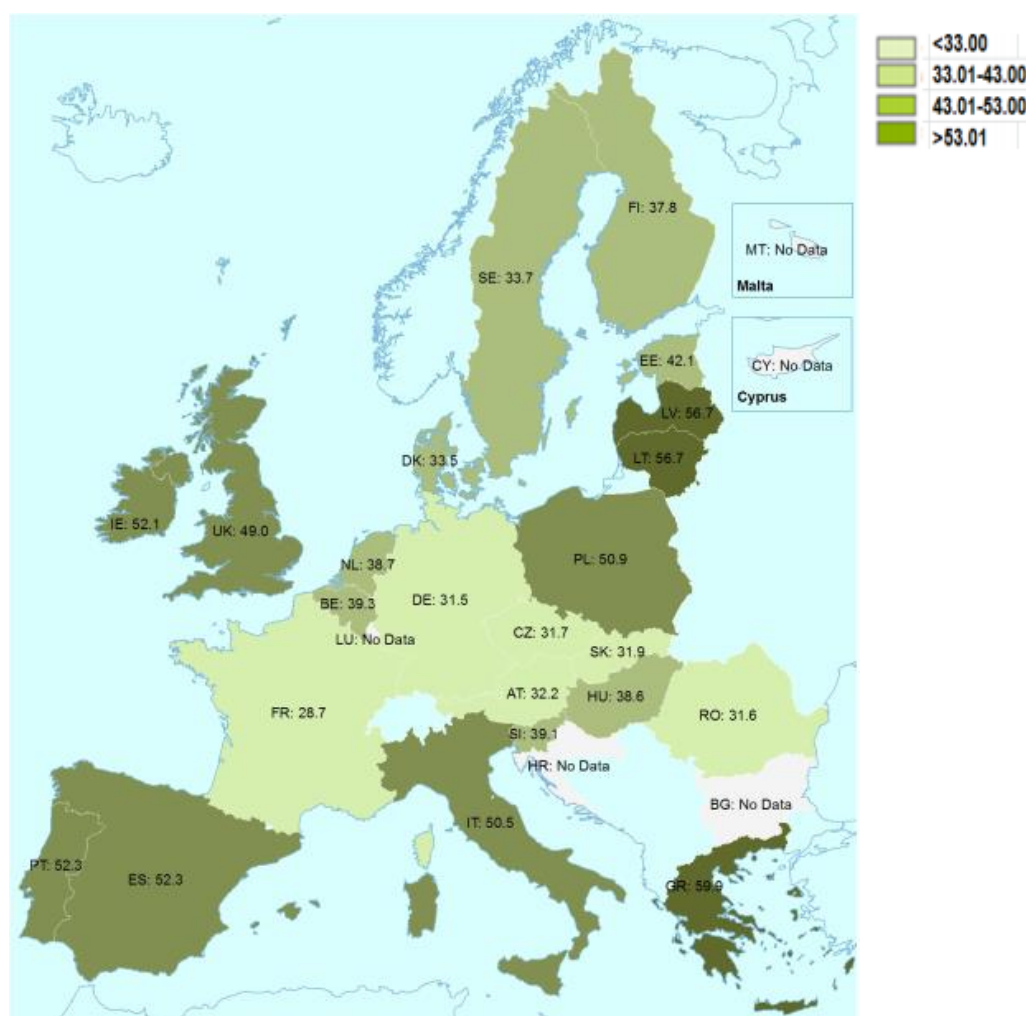 <33.00
33.01-43.00
43.01-53.00
>53.01
FI: 37.8
MT: No Data
SE: 33.7
Malta
EE: 42.1
CY: No Data
Cyprus
LV: 56.7
LT: 56.7
DK: 33.5
IE: 52.1
UK: 49.0
PL: 50.9
NL: 38.7
BE: 39.3
DE: 31.5
LU: No Data
CZ: 31.7
SK: 31.9
AT: 32.2
HU: 38.6
FR: 28.7
RO: 31.6
SI: 39.1
HR: No Data
BG: No Data
IT: 50.5
PT: 52.3
ES: 52.3
GR: 59.9